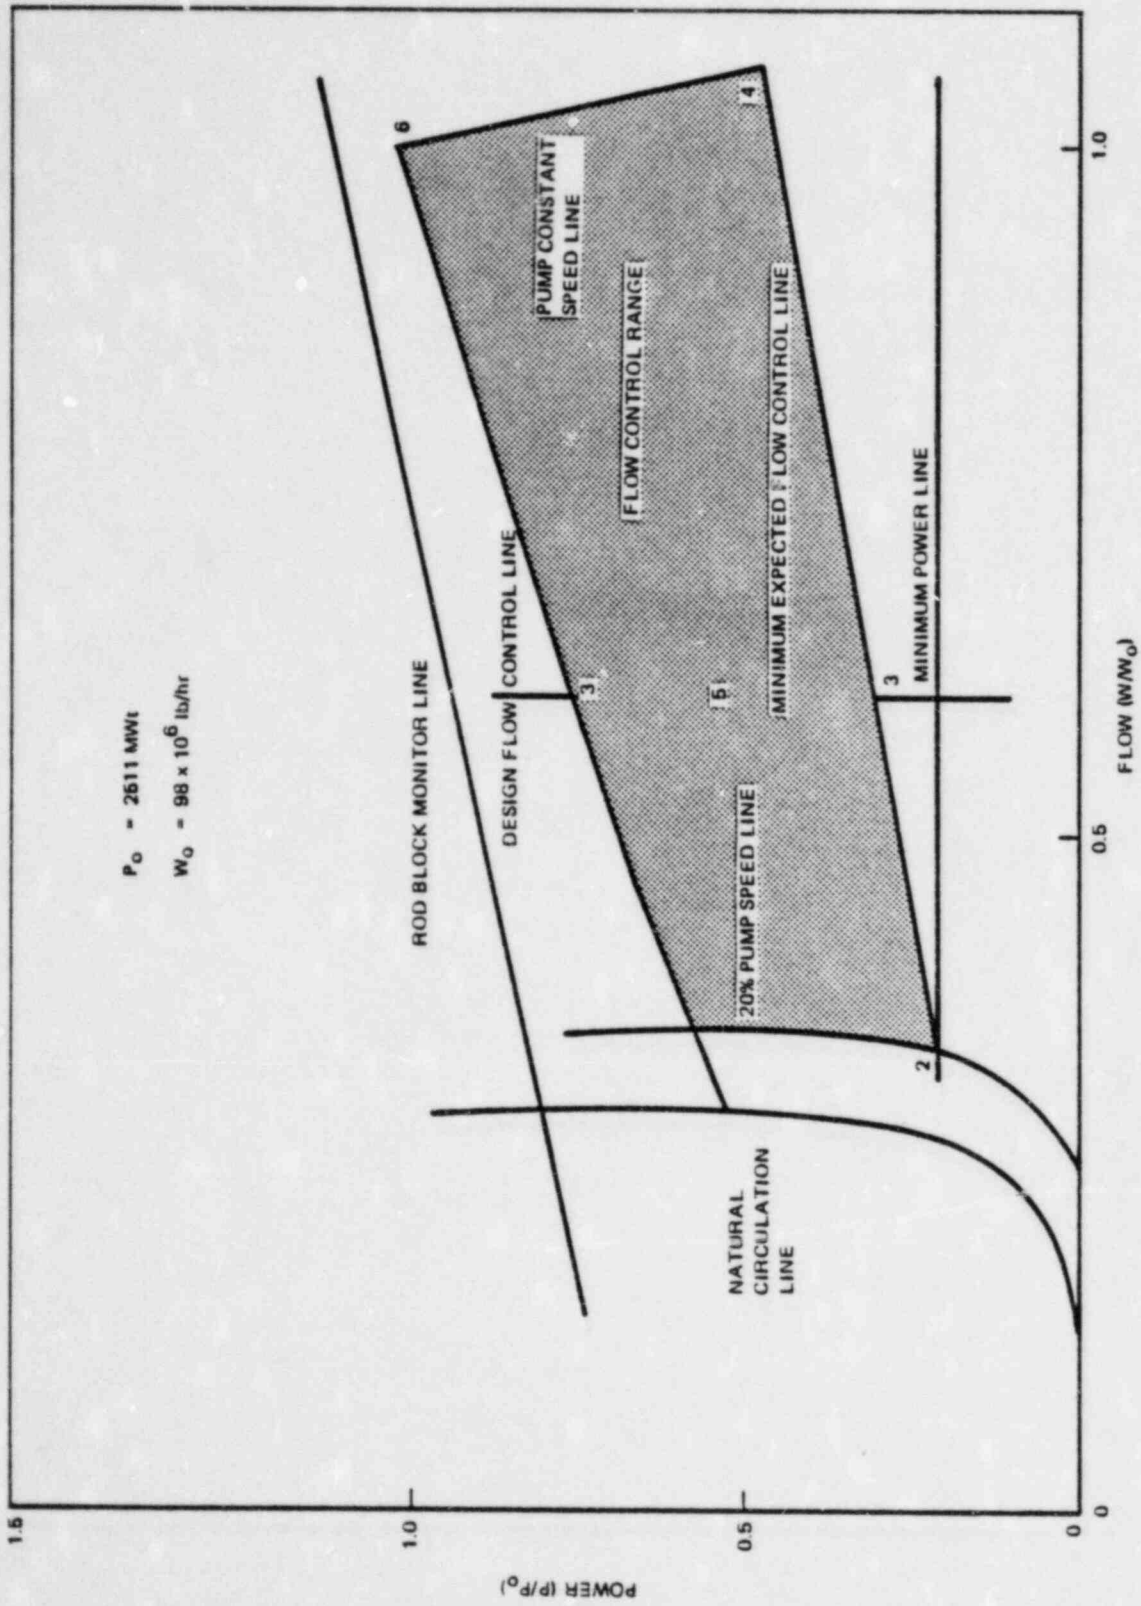 P₀ = 2511 MWt
W₀ = 98 x 10⁶ lb/hr
1.5
1.0
0.5
0
POWER (P/P₀)
ROD BLOCK MONITOR LINE
DESIGN FLOW CONTROL LINE
6
PUMP CONSTANT
SPEED LINE
FLOW CONTROL RANGE
3
5
4
20% PUMP SPEED LINE
MINIMUM EXPECTED FLOW CONTROL LINE
NATURAL
CIRCULATION
LINE
2
3
MINIMUM POWER LINE
0
0.5
1.0
FLOW (W/W₀)